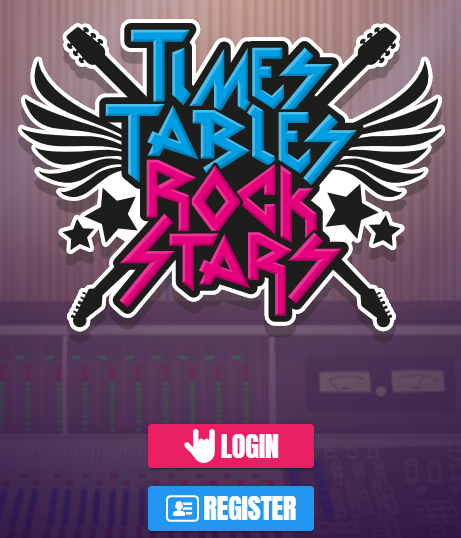 TIMES
TABLES
ROCK
STARS
LOGIN
REGISTER